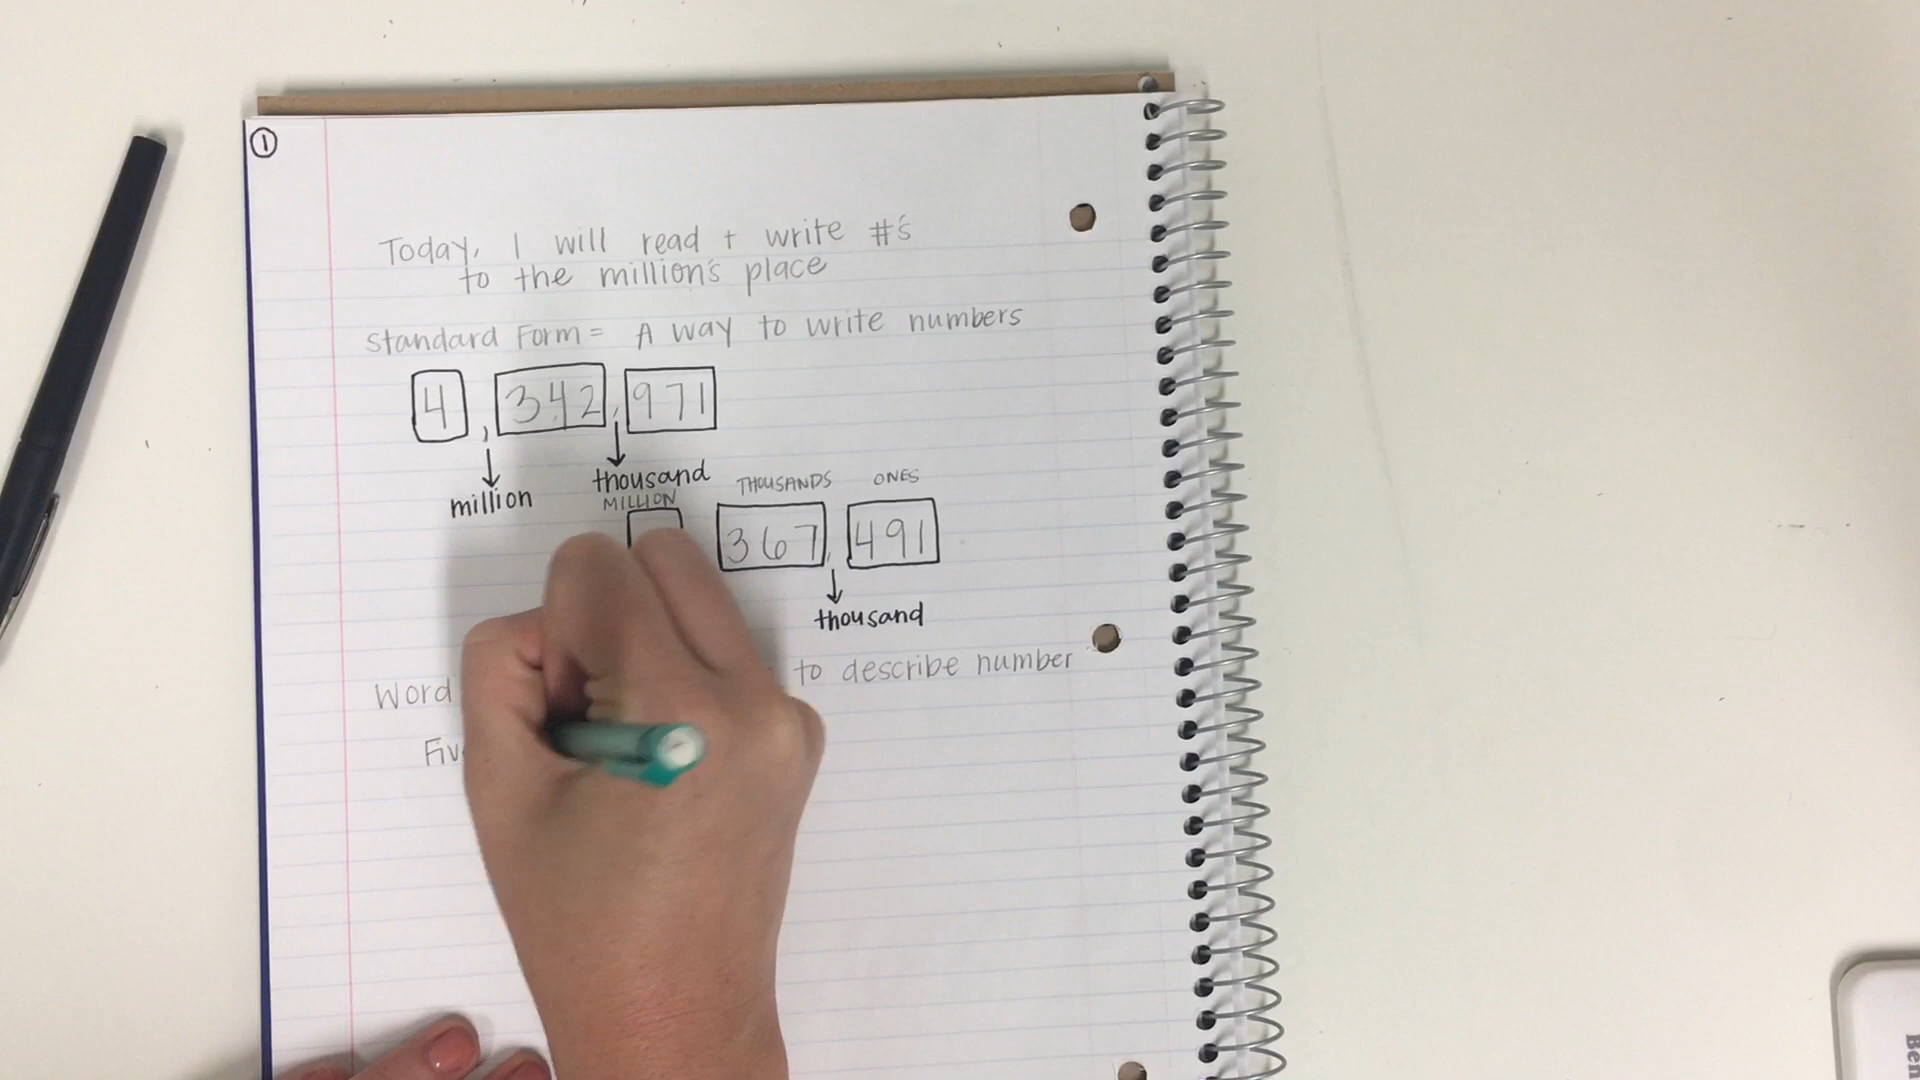 ①
Today, I will read + write #'s
to the million's place
Standard Form = A way to write numbers
4,342,971
million
thousand
MILLION THOUSANDS ONES
367,491
thousand
Word to describe number
Ben